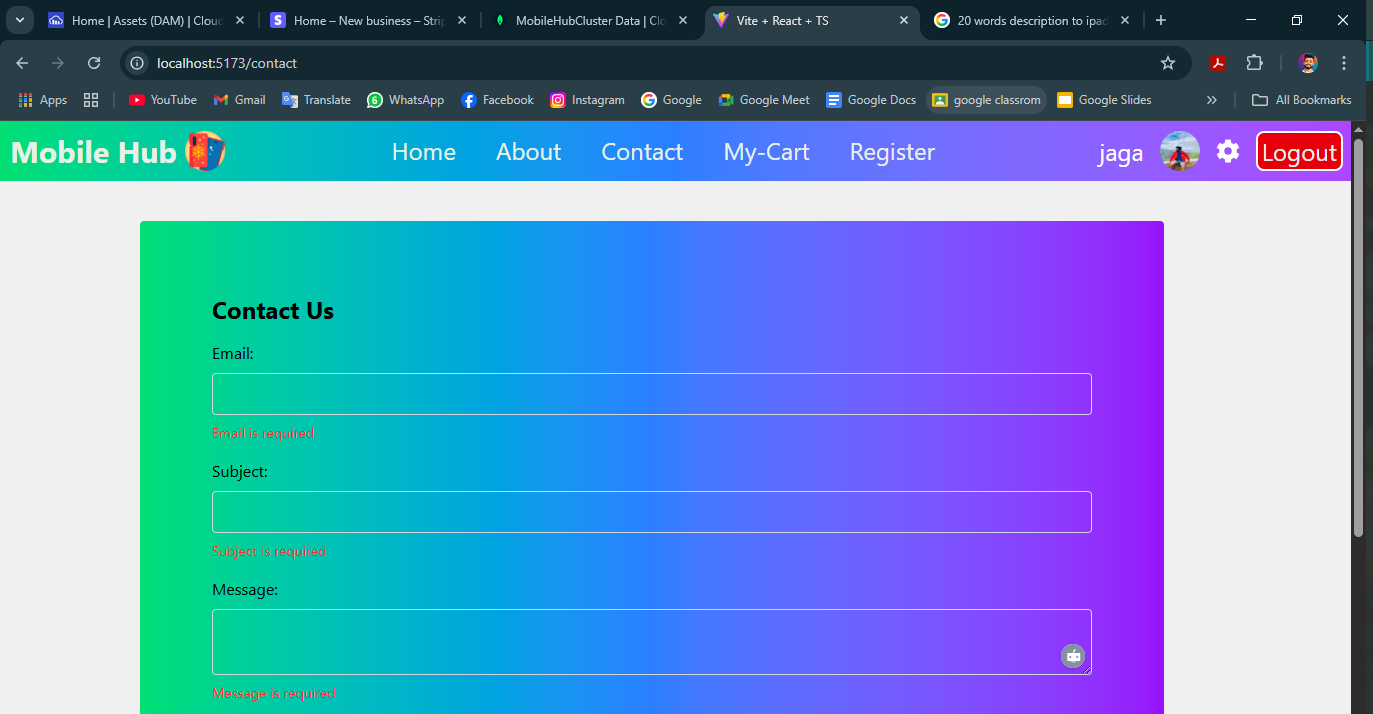 Home | Assets (DAM) | Cloud
Home – New business – Strip
MobileHubCluster Data | Clo
Vite + React + TS
20 words description to ipad
localhost:5173/contact
Apps
YouTube
Gmail
Translate
WhatsApp
Facebook
Instagram
Google
Google Meet
Google Docs
google classrom
Google Slides
All Bookmarks
Mobile Hub
Home
About
Contact
My-Cart
Register
jaga
Logout
Contact Us
Email:
Email is required
Subject:
Subject is required
Message:
Message is required